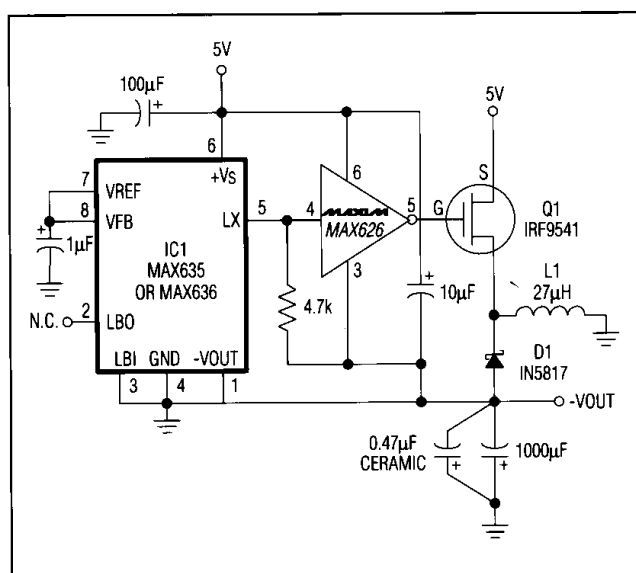 5V
100µF
+
6
+VS
7
VREF
8
VFB
+
1µF
IC1
MAX635
OR MAX636
LX
5
N.C.
2
LBO
LBI
GND
-VOUT
3
4
1
4
MAXIM
MAX626
6
5
3
4.7k
+
10µF
5V
S
G
Q1
IRF9541
L1
27µH
D1
IN5817
-VOUT
0.47µF
CERAMIC
+
+
1000µF